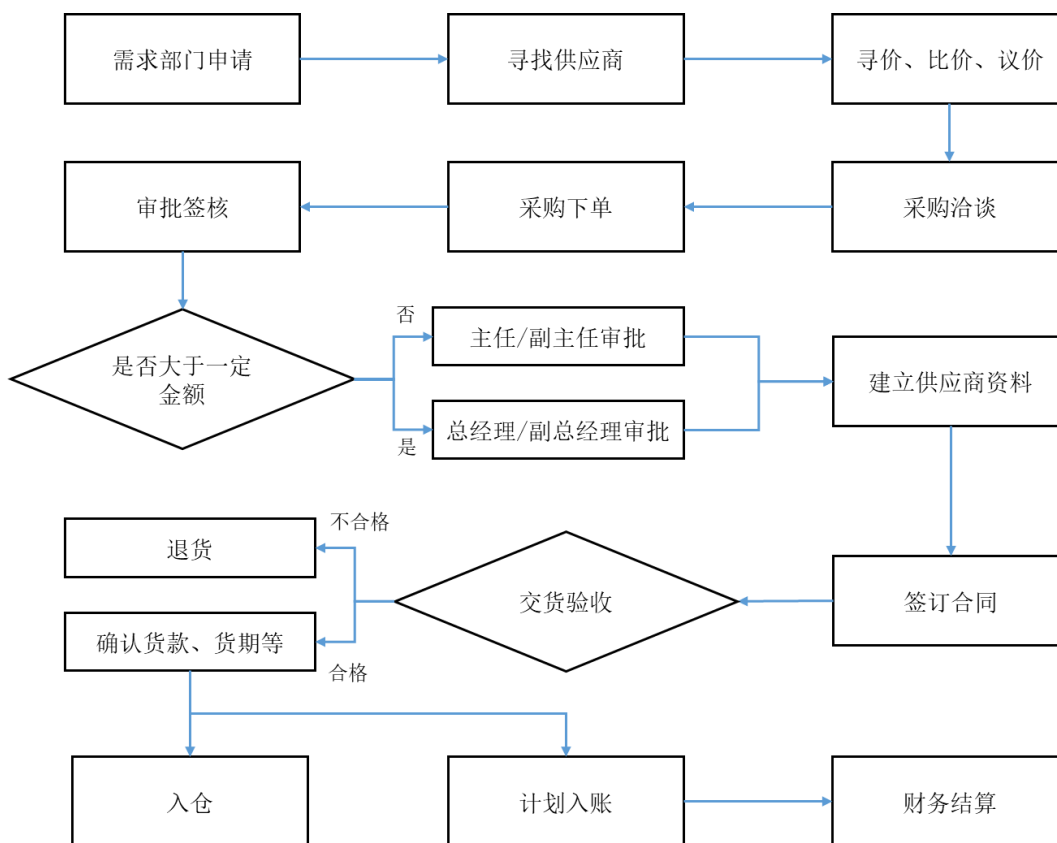 需求部门申请
寻找供应商
寻价、比价、议价
审批签核
采购下单
采购洽谈
否
主任/副主任审批
是否大于一定
金额
建立供应商资料
总经理/副总经理审批
是
不合格
退货
交货验收
签订合同
确认货款、货期等
合格
入仓
计划入账
财务结算